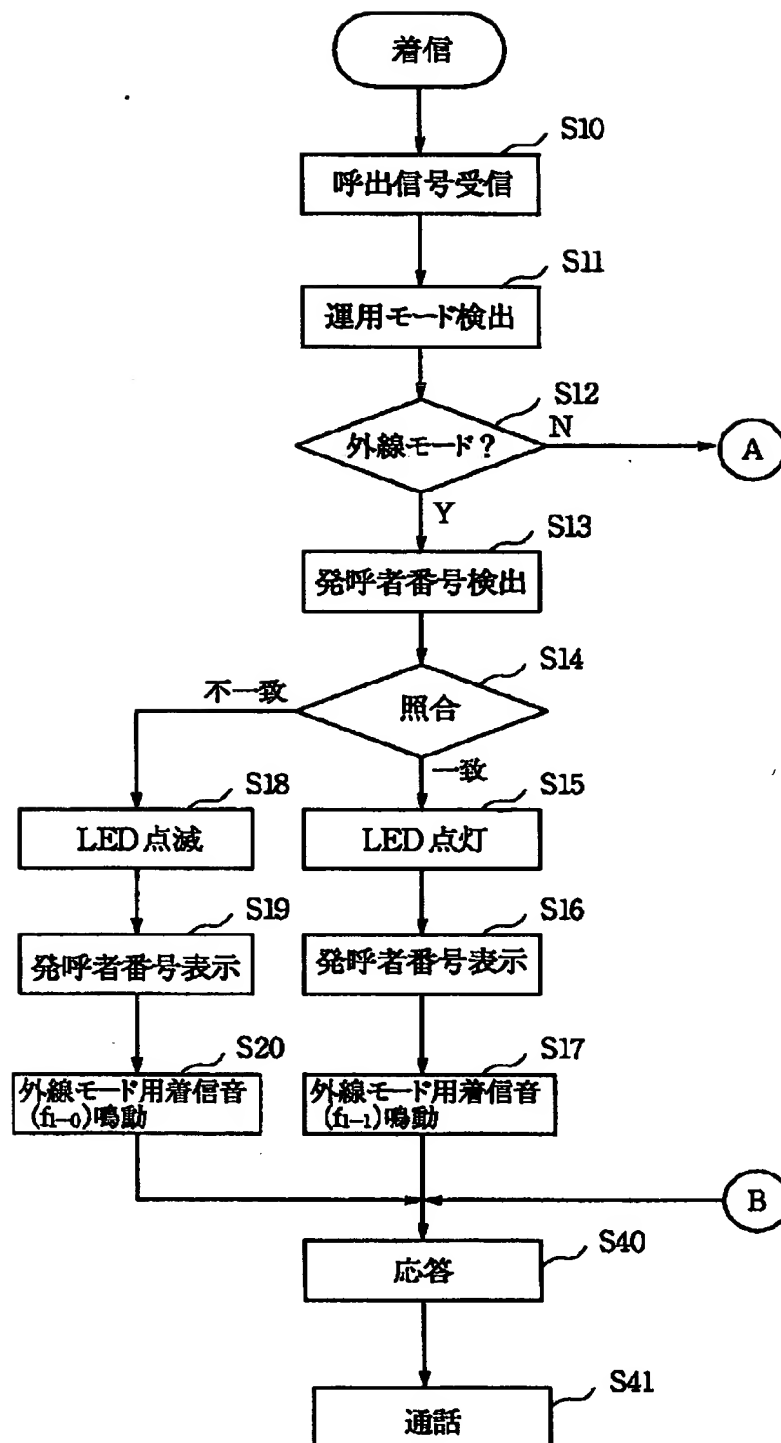 着信
S10
呼出信号受信
S11
運用モード検出
S12
外線モード？
N
A
Y
S13
発呼者番号検出
S14
照合
不一致
一致
S18
LED点滅
S15
LED点灯
S19
発呼者番号表示
S16
発呼者番号表示
S20
外線モード用着信音
(f1-0)鳴動
S17
外線モード用着信音
(f1-1)鳴動
B
S40
応答
S41
通話